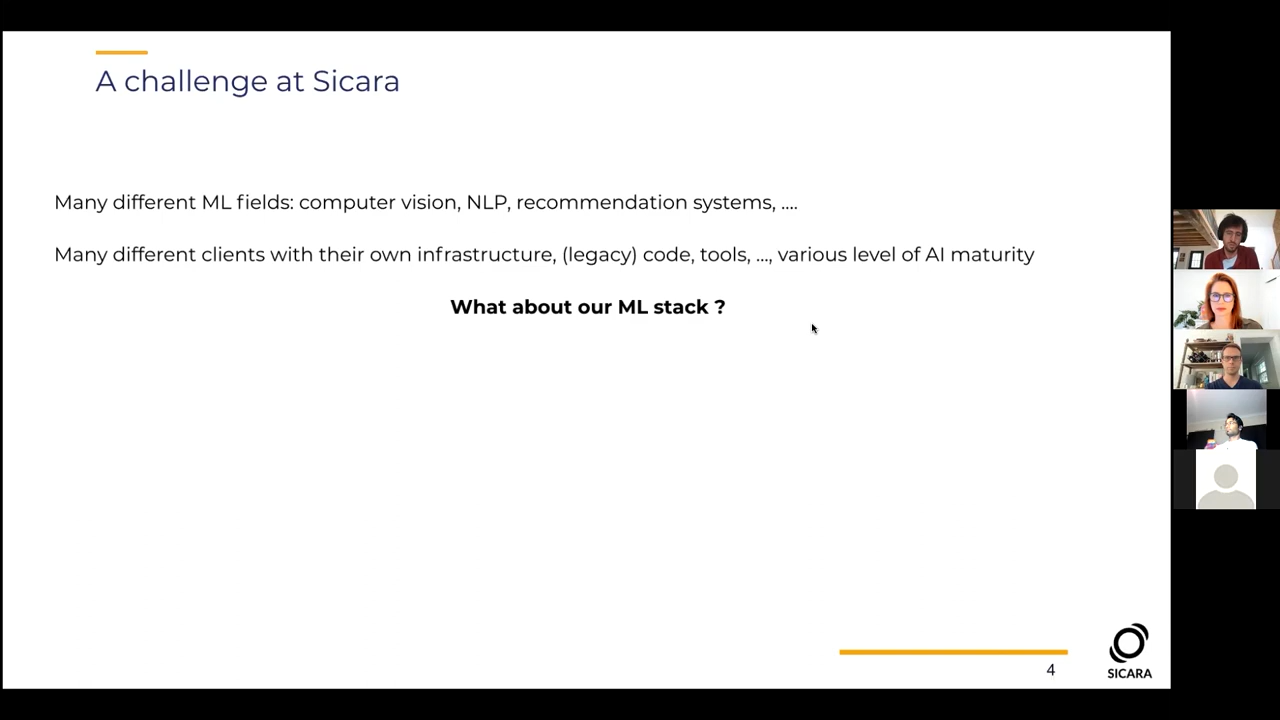 A challenge at Sicara
Many different ML fields: computer vision, NLP, recommendation systems, ....
Many different clients with their own infrastructure, (legacy) code, tools, ..., various level of AI maturity
What about our ML stack ?
4
SICARA